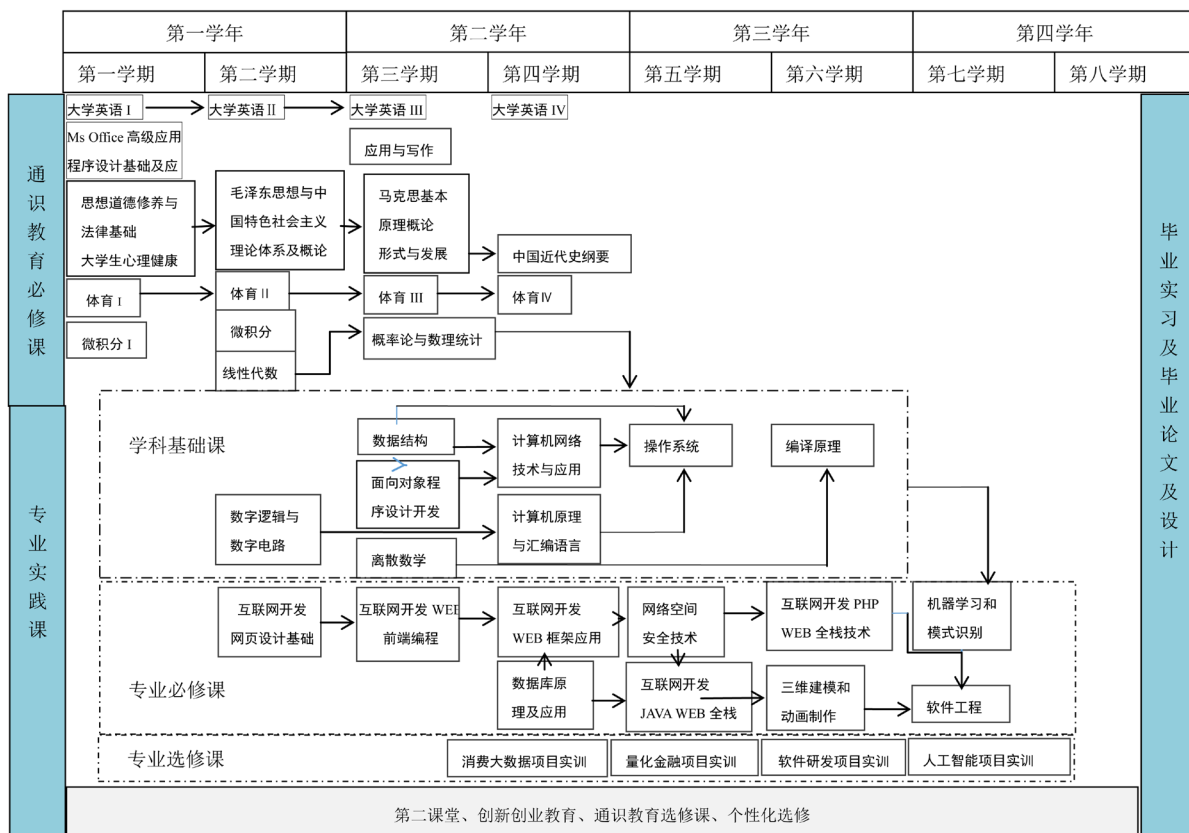 第一学年
第二学年
第三学年
第四学年
第一学期
第二学期
第三学期
第四学期
第五学期
第六学期
第七学期
第八学期
通识教育必修课
专业实践课
毕业实习及毕业论文及设计
大学英语 I
大学英语Ⅱ
大学英语 III
大学英语 IV
Ms Office 高级应用
程序设计基础及应
应用与写作
思想道德修养与
法律基础
大学生心理健康
毛泽东思想与中
国特色社会主义
理论体系及概论
马克思基本
原理概论
形式与发展
中国近代史纲要
体育 I
体育Ⅱ
体育 III
体育Ⅳ
微积分 I
微积分
线性代数
概率论与数理统计
学科基础课
数据结构
计算机网络
技术与应用
操作系统
编译原理
面向对象程
序设计开发
数字逻辑与
数字电路
计算机原理
与汇编语言
离散数学
互联网开发
网页设计基础
互联网开发 WEB
前端编程
互联网开发
WEB 框架应用
网络空间
安全技术
互联网开发 PHP
WEB 全栈技术
机器学习和
模式识别
专业必修课
数据库原
理及应用
互联网开发
JAVA WEB 全栈
三维建模和
动画制作
软件工程
专业选修课
消费大数据项目实训
量化金融项目实训
软件研发项目实训
人工智能项目实训
第二课堂、创新创业教育、通识教育选修课、个性化选修